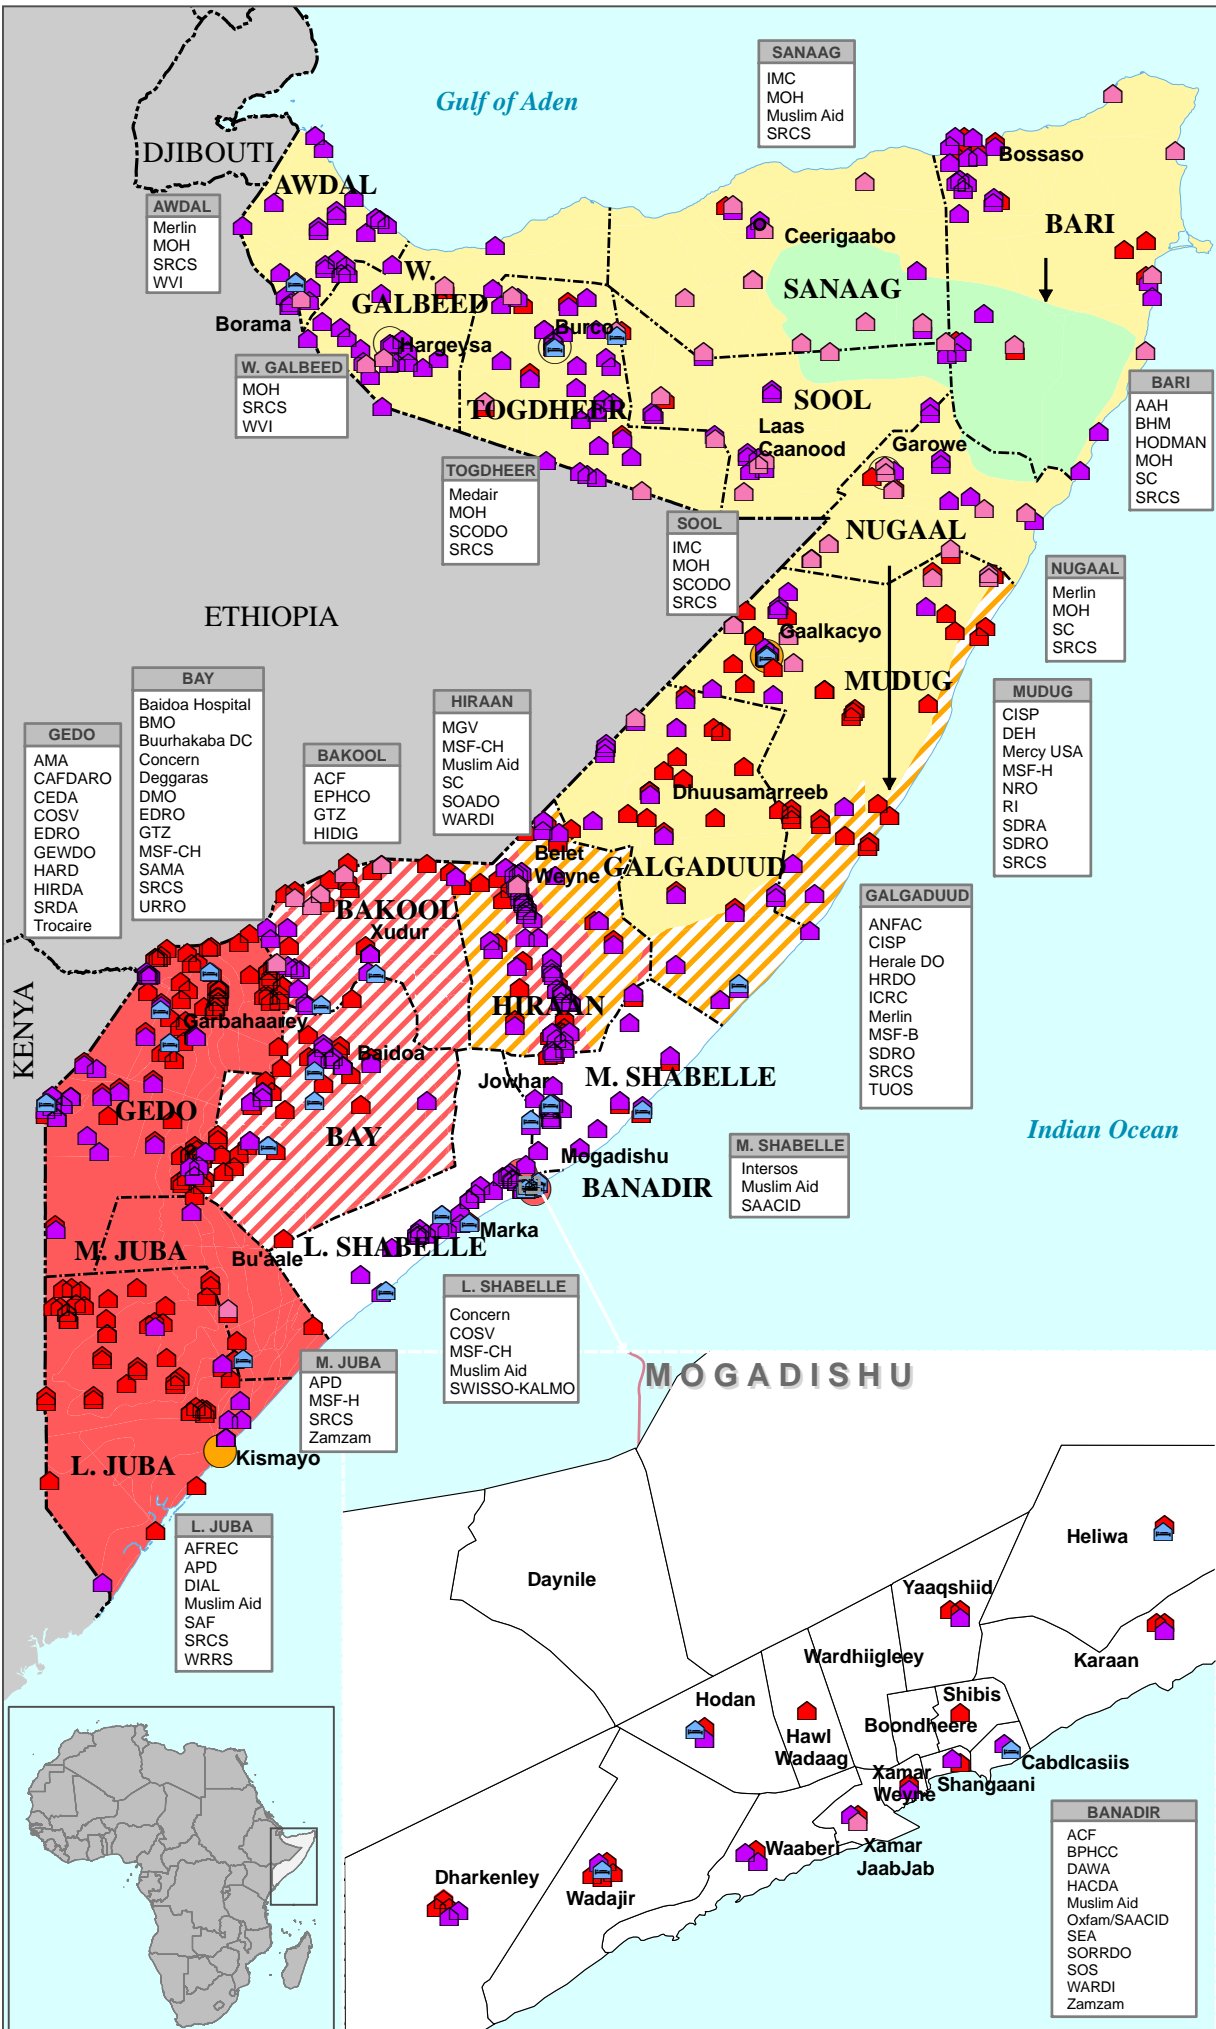 SANAAG
IMC
MOH
Muslim Aid
SRCS
Gulf of Aden
DJIBOUTI
Bossaso
AWDAL
AWDAL
Merlin
MOH
SRCS
WVI
BARI
Ceerigaabo
W.
GALBEED
SANAAG
Borama
Burco
Hargeysa
W. GALBEED
MOH
SRCS
WVI
BARI
AAH
BHM
HODMAN
MOH
SC
SRCS
TOGDHEER
SOOL
Laas
Caanood
Garowe
TOGDHEER
Medair
MOH
SCODO
SRCS
SOOL
IMC
MOH
SCODO
SRCS
NUGAAL
NUGAAL
Merlin
MOH
SC
SRCS
ETHIOPIA
Gaalkacyo
MUDUG
MUDUG
CISP
DEH
Mercy USA
MSF-H
NRO
RI
SDRA
SDRO
SRCS
BAY
Baidoa Hospital
BMO
Buurhakaba DC
Concern
Deggaras
DMO
EDRO
GTZ
MSF-CH
SAMA
SRCS
URRO
GEDO
AMA
CAFDARO
CEDA
COSV
EDRO
GEWDO
HARD
HIRDA
SRDA
Trocaire
BAKOOL
ACF
EPHCO
GTZ
HIDIG
HIRAAN
MGV
MSF-CH
Muslim Aid
SC
SOADO
WARDI
Dhuusamarreeb
Belet
Weyne
GALGADUUD
GALGADUUD
ANFAC
CISP
Herale DO
HRDO
ICRC
Merlin
MSF-B
SDRO
SRCS
TUOS
BAKOOL
Xudur
KENYA
Garbahaarey
HIRAAN
Baidoa
Jowhar
M. SHABELLE
GEDO
BAY
Indian Ocean
M. SHABELLE
Intersos
Muslim Aid
SAACID
Mogadishu
BANADIR
Marka
M. JUBA
Bu'aale
L. SHABELLE
L. SHABELLE
Concern
COSV
MSF-CH
Muslim Aid
SWISSO-KALMO
M. JUBA
APD
MSF-H
SRCS
Zamzam
MOGADISHU
L. JUBA
Kismayo
L. JUBA
AFREC
APD
DIAL
Muslim Aid
SAF
SRCS
WRRS
Heliwa
Daynile
Yaaqshiid
Wardhiigleey
Karaan
Hodan
Shibis
Hawl
Wadaag
Boondheere
Cabdlcasiis
Xamar
Weyne
Shangaani
Waaberi
Xamar
JaabJab
Dharkenley
Wadajir
BANADIR
ACF
BPHCC
DAWA
HACDA
Muslim Aid
Oxfam/SAACID
SEA
SORRDO
SOS
WARDI
Zamzam